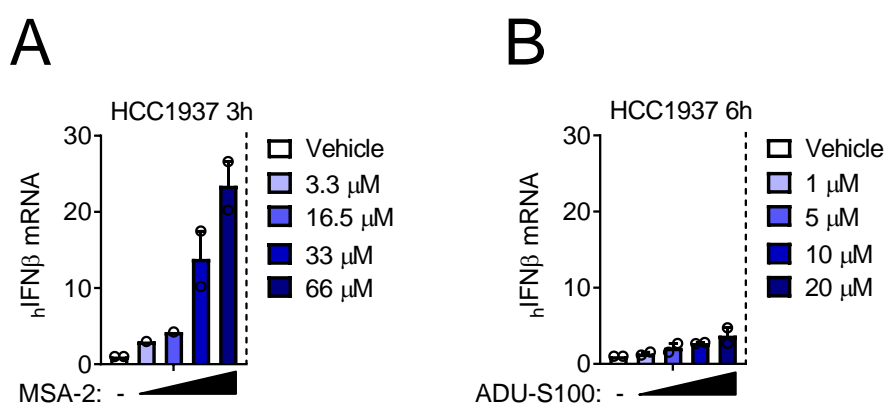 A
HCC1937 3h
hIFNβ mRNA
30
20
10
0
Vehicle
3.3 μM
16.5 μM
33 μM
66 μM
MSA-2: -
B
HCC1937 6h
hIFNβ mRNA
30
20
10
0
Vehicle
1 μM
5 μM
10 μM
20 μM
ADU-S100: -